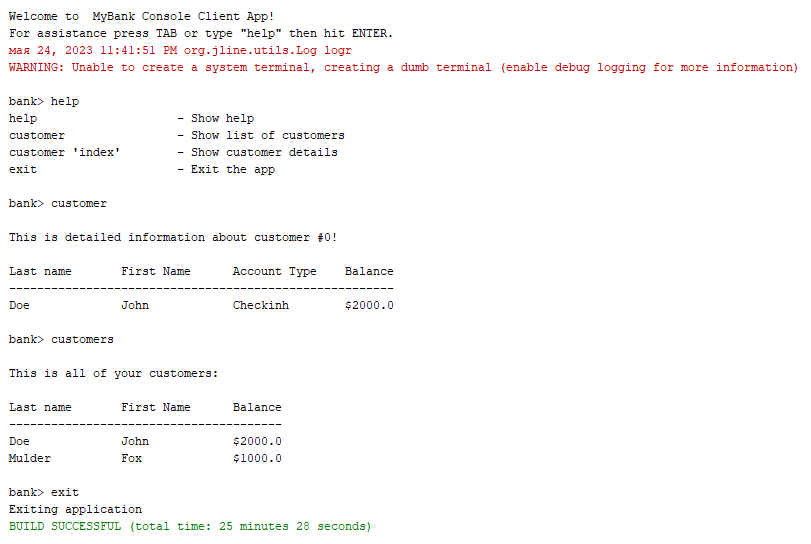 Welcome to  MyBank Console Client App!
For assistance press TAB or type "help" then hit ENTER.
мая 24, 2023 11:41:51 PM org.jline.utils.Log logr
WARNING: Unable to create a system terminal, creating a dumb terminal (enable debug logging for more information)
bank> help
help                    - Show help
customer                - Show list of customers
customer 'index'        - Show customer details
exit                    - Exit the app
bank> customer
This is detailed information about customer #0!
Last name       First Name      Account Type    Balance
-------------------------------------------------------
Doe             John            Checkinh        $2000.0
bank> customers
This is all of your customers:
Last name       First Name      Balance
---------------------------------------
Doe             John            $2000.0
Mulder          Fox             $1000.0
bank> exit
Exiting application
BUILD SUCCESSFUL (total time: 25 minutes 28 seconds)